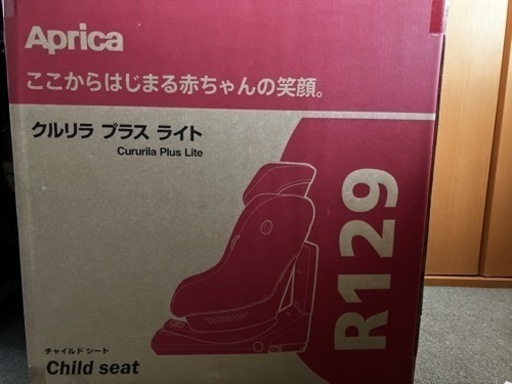 Aprica
ここからはじまる赤ちゃんの笑顔。
クルリラ プラス ライト
Cururila Plus Lite
R129
チャイルドシート
Child seat